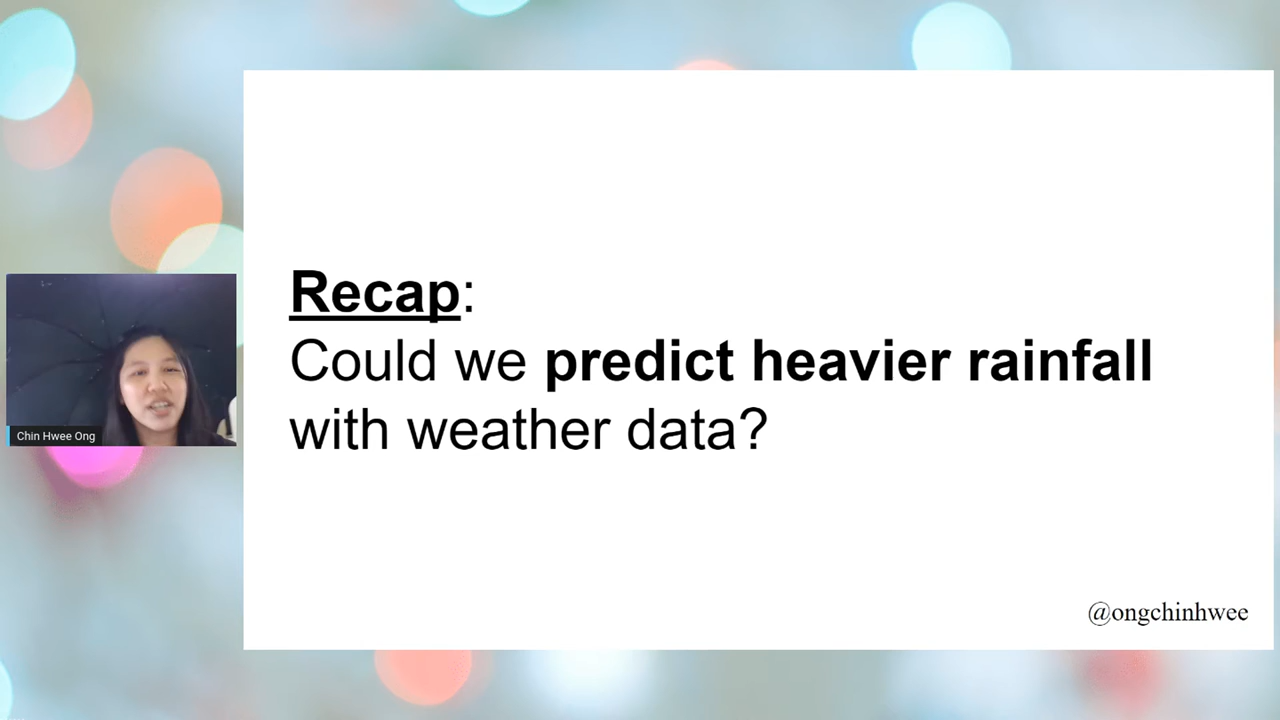 Recap:
Could we predict heavier rainfall
with weather data?
Chin Hwee Ong
@ongchinhwee